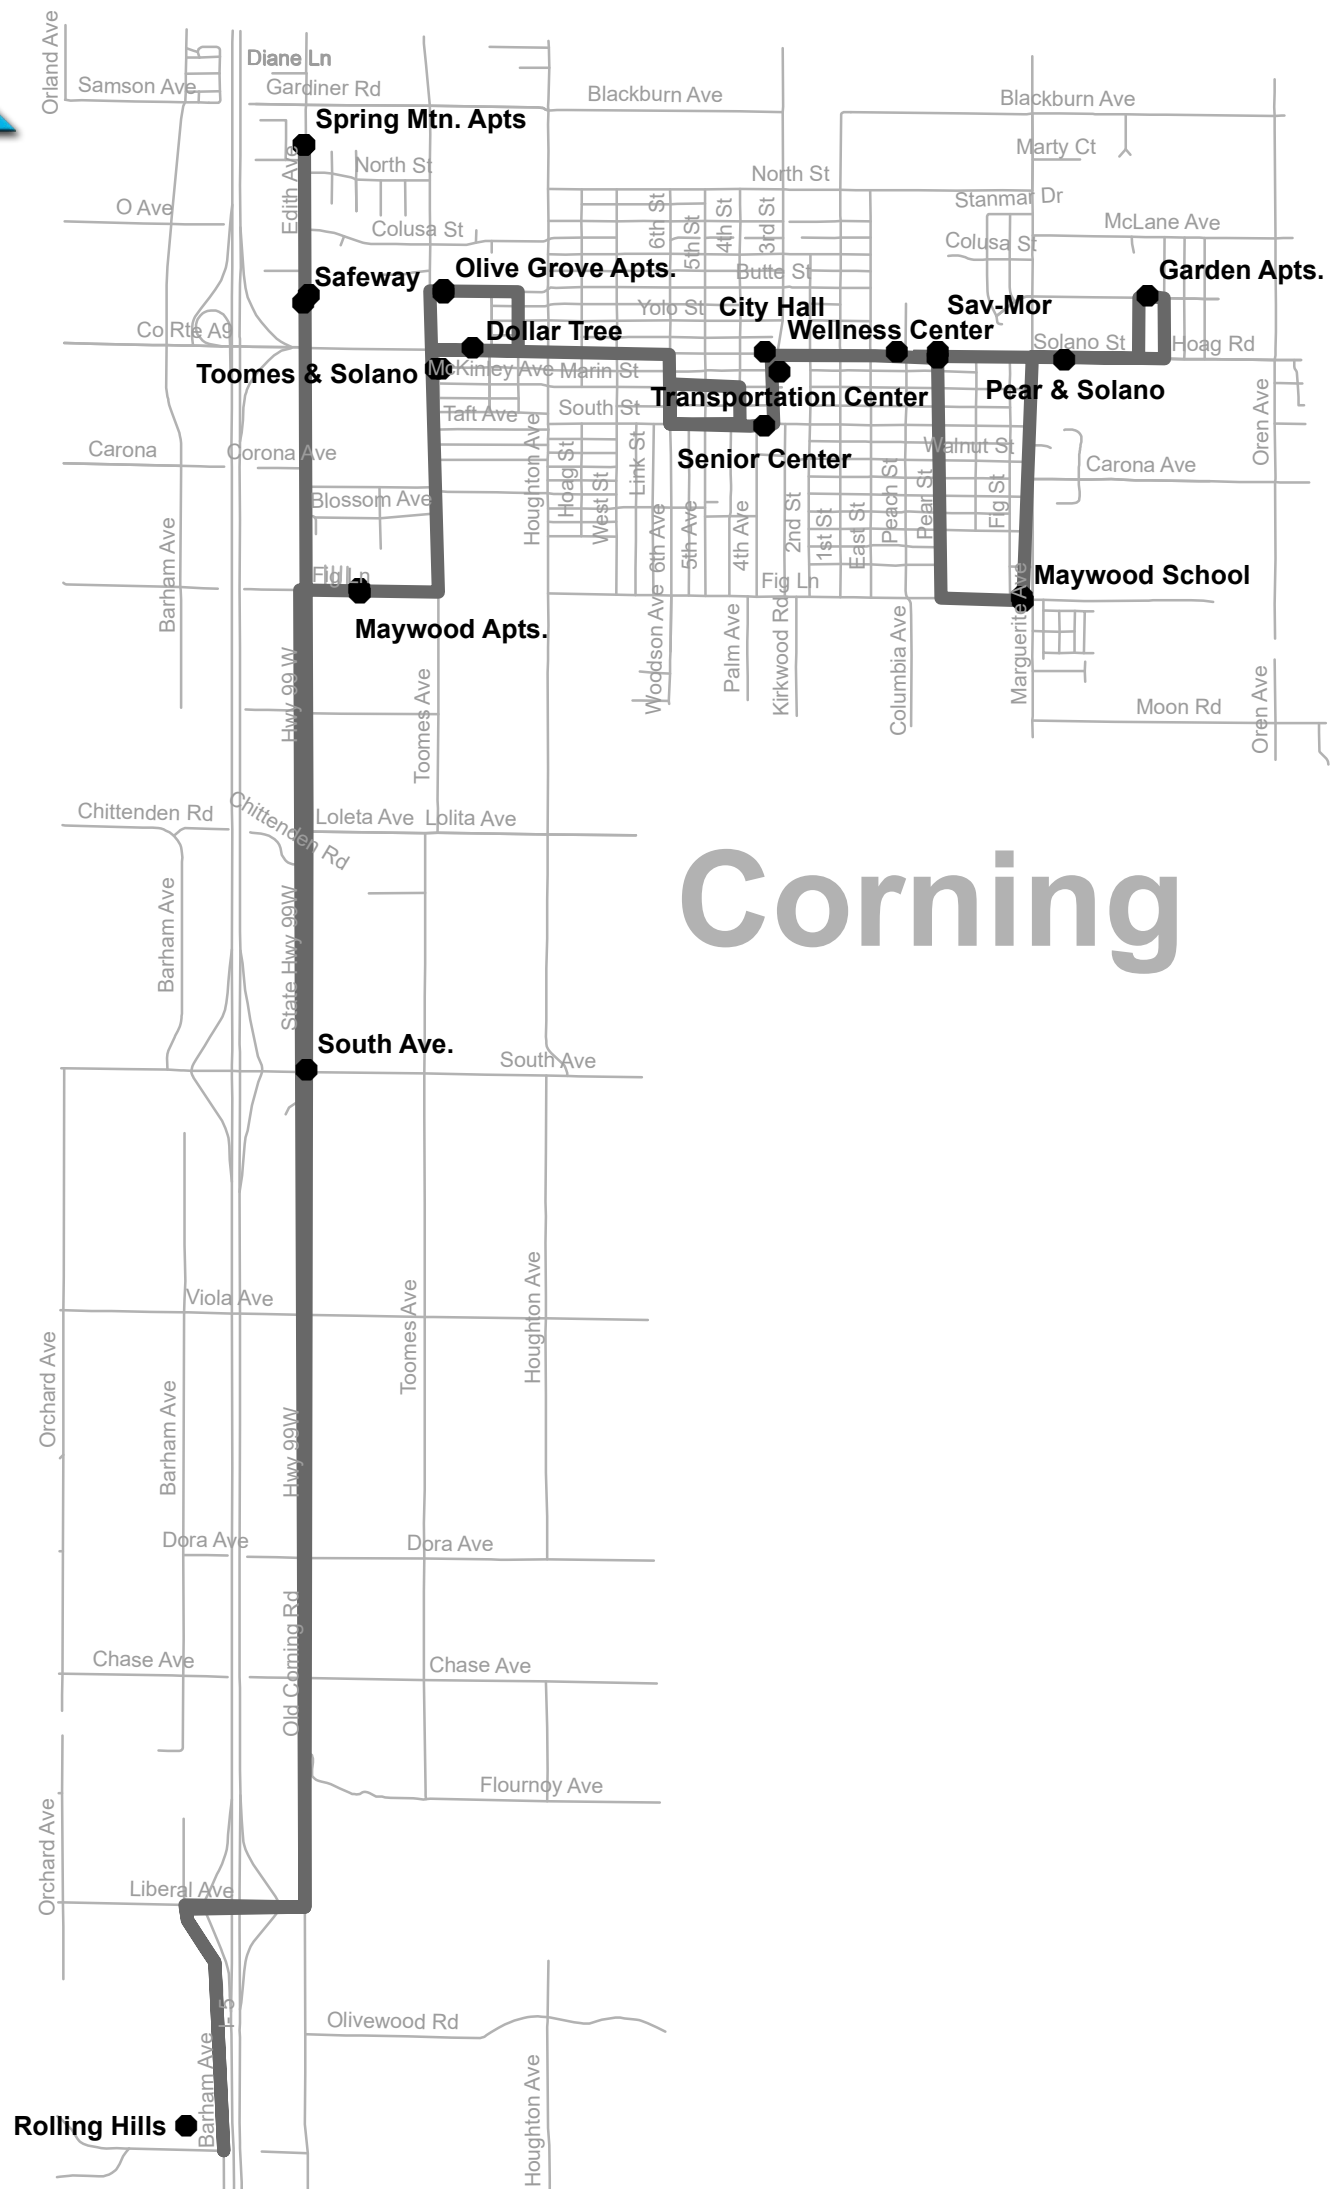 Orland Ave
Diane Ln
Samson Ave
Gardiner Rd
Blackburn Ave
Blackburn Ave
Spring Mtn. Apts
Marty Ct
North St
North St
Edith Ave
O Ave
Colusa St
6th St
5th St
4th St
3rd St
Stanmar Dr
McLane Ave
Colusa St
Safeway
Olive Grove Apts.
Butte St
Garden Apts.
Yolo St
City Hall
Sav-Mor
Co Rte A9
Dollar Tree
Wellness Center
Solano St
Hoag Rd
Toomes & Solano
McKinley Ave
Marin St
Transportation Center
Pear & Solano
Taft Ave
South St
Oren Ave
Carona
Corona Ave
Senior Center
Walnut St
Carona Ave
Houghton Ave
Hoag St
West St
Link St
Blossom Ave
6th Ave
5th Ave
4th Ave
2nd St
1st St
East St
Peach St
Pear St
Fig St
Barham Ave
Fig Ln
Fig Ln
Maywood School
Maywood Apts.
Hwy 99 W
Toomes Ave
Woodson Ave
Palm Ave
Kirkwood Rd
Columbia Ave
Marguerite Ave
Moon Rd
Oren Ave
Chittenden Rd
Chittenden Rd
Loleta Ave
Lolita Ave
Corning
Barham Ave
State Hwy 99W
South Ave.
South Ave
Viola Ave
Orchard Ave
Barham Ave
Hwy 99W
Toomes Ave
Houghton Ave
Dora Ave
Dora Ave
Old Corning Rd
Chase Ave
Chase Ave
Flournoy Ave
Orchard Ave
Liberal Ave
I-5
Olivewood Rd
Barham Ave
Houghton Ave
Rolling Hills